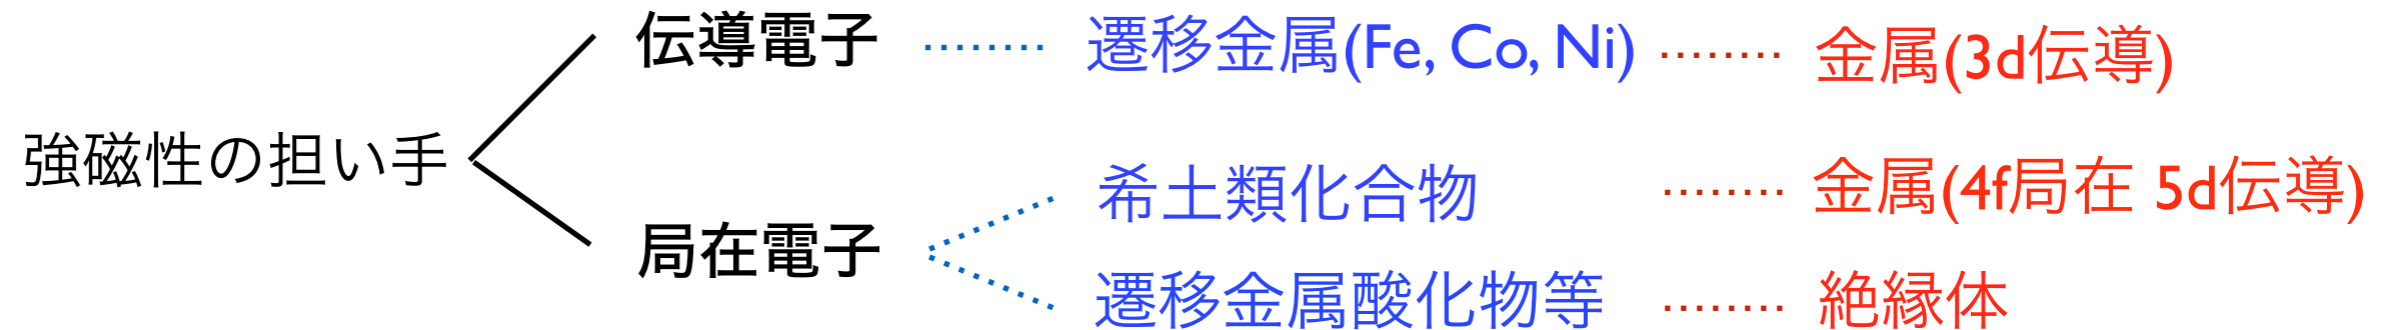 伝導電子 ········ 遷移金属(Fe, Co, Ni) ········ 金属(3d伝導)
強磁性の担い手
希土類化合物 ········ 金属(4f局在 5d伝導)
局在電子
遷移金属酸化物等 ········ 絶縁体